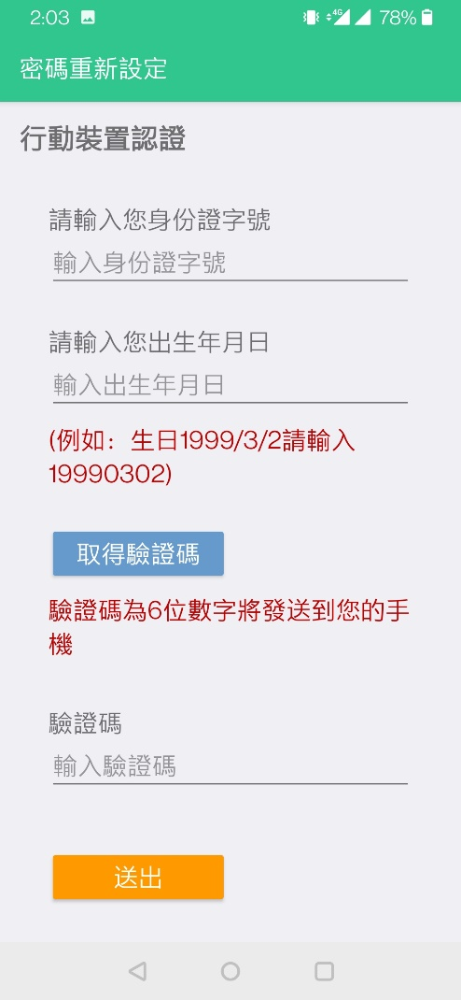 2:03
4G
78%
密碼重新設定
行動裝置認證
請輸入您身份證字號
輸入身份證字號
請輸入您出生年月日
輸入出生年月日
(例如：生日1999/3/2請輸入
19990302)
取得驗證碼
驗證碼為6位數字將發送到您的手
機
驗證碼
輸入驗證碼
送出